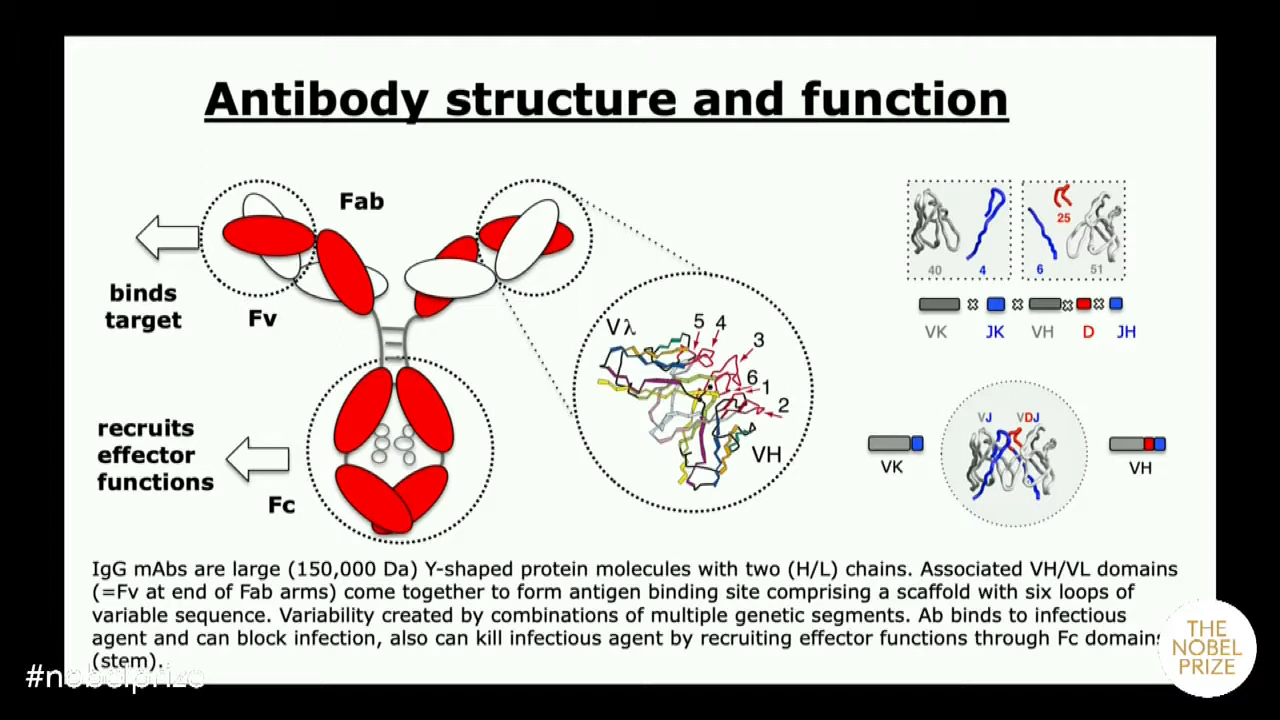 Antibody structure and function
Fab
binds
target
Fv
recruits
effector
functions
Fc
Vλ
5
4
3
6
1
2
VH
25
40
4
6
51
VK
JK
VH
D
JH
VJ
VDJ
VK
VH
IgG mAbs are large (150,000 Da) Y-shaped protein molecules with two (H/L) chains. Associated VH/VL domains
(=Fv at end of Fab arms) come together to form antigen binding site comprising a scaffold with six loops of
variable sequence. Variability created by combinations of multiple genetic segments. Ab binds to infectious
agent and can block infection, also can kill infectious agent by recruiting effector functions through Fc domains
(stem).
#nobelprize
THE
NOBEL
PRIZE